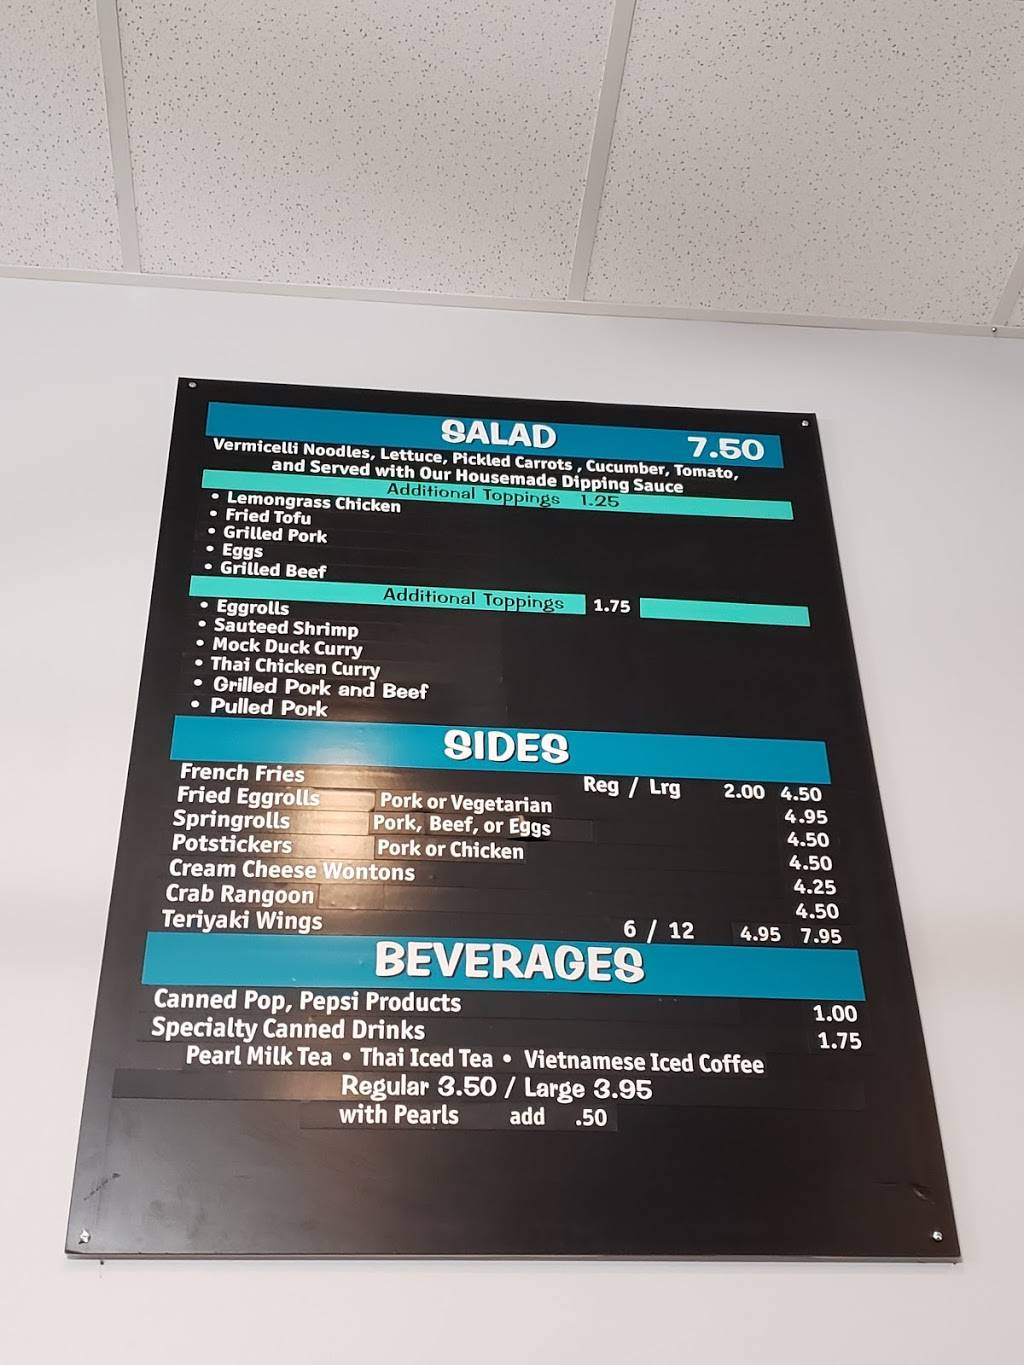 SALAD 7.50
Vermicelli Noodles, Lettuce, Pickled Carrots , Cucumber, Tomato,
and Served with Our Housemade Dipping Sauce
Additional Toppings 1.25
• Lemongrass Chicken
• Fried Tofu
• Grilled Pork
• Eggs
• Grilled Beef
Additional Toppings 1.75
• Eggrolls
• Sauteed Shrimp
• Mock Duck Curry
• Thai Chicken Curry
• Grilled Pork and Beef
• Pulled Pork
SIDES
French Fries Reg / Lrg 2.00 4.50
Fried Eggrolls Pork or Vegetarian 4.95
Springrolls Pork, Beef, or Eggs 4.50
Potstickers Pork or Chicken 4.50
Cream Cheese Wontons 4.25
Crab Rangoon 4.50
Teriyaki Wings 6 / 12 4.95 7.95
BEVERAGES
Canned Pop, Pepsi Products 1.00
Specialty Canned Drinks 1.75
Pearl Milk Tea • Thai Iced Tea • Vietnamese Iced Coffee
Regular 3.50 / Large 3.95
with Pearls add .50